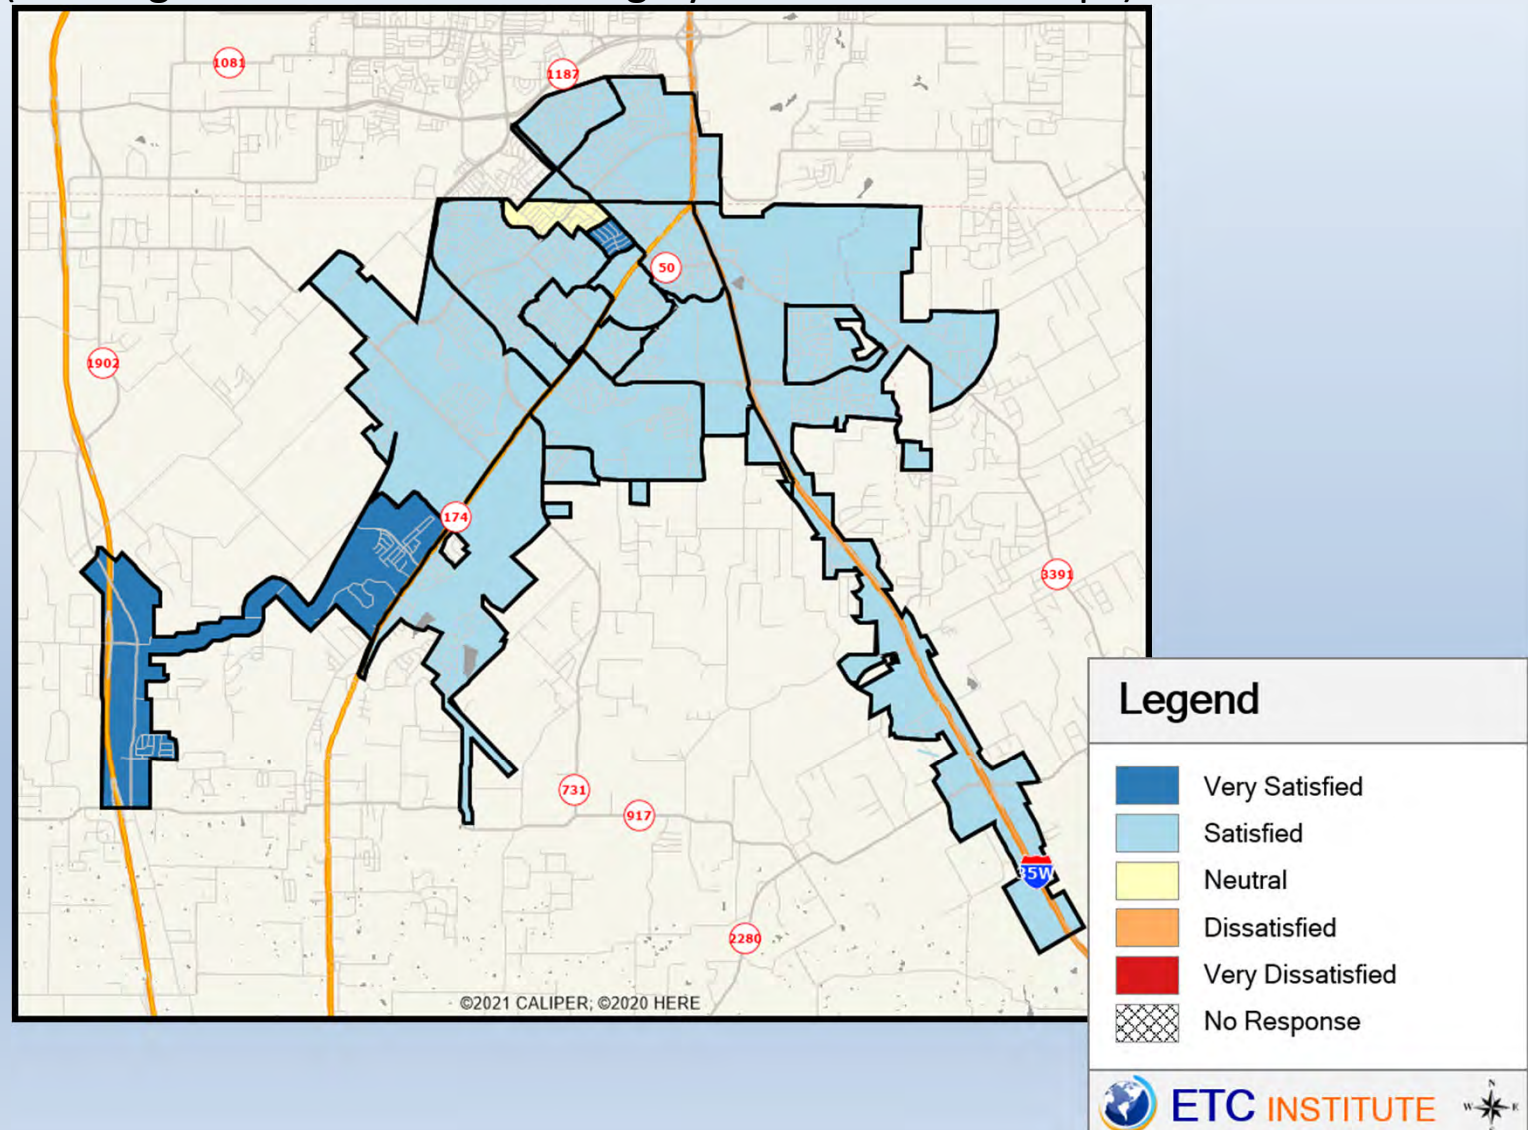 1081
1187
50
1902
174
3391
731
917
2280
35W
©2021 CALIPER; ©2020 HERE
Legend
Very Satisfied
Satisfied
Neutral
Dissatisfied
Very Dissatisfied
No Response
ETC INSTITUTE
N
W E